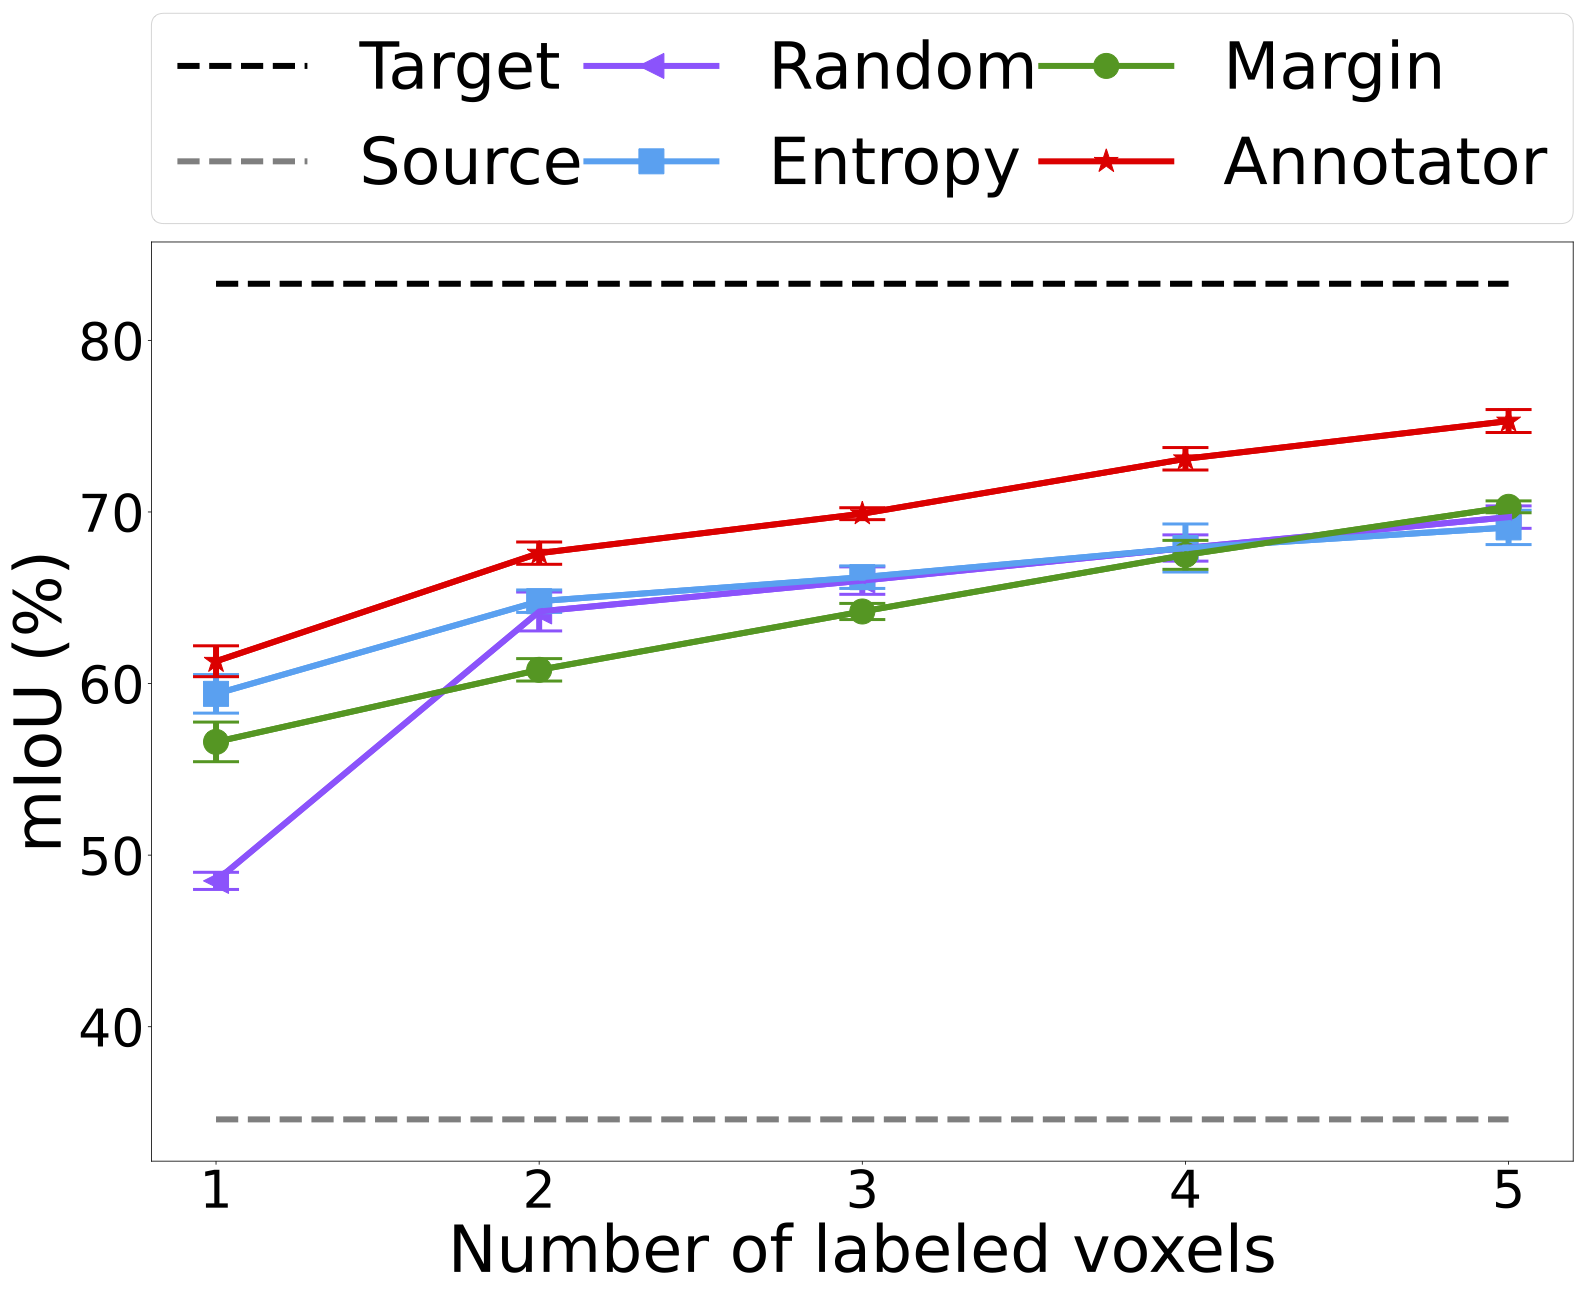 Target Random Margin
Source Entropy Annotator
80
70
60
50
40
mIoU (%)
1 2 3 4 5
Number of labeled voxels